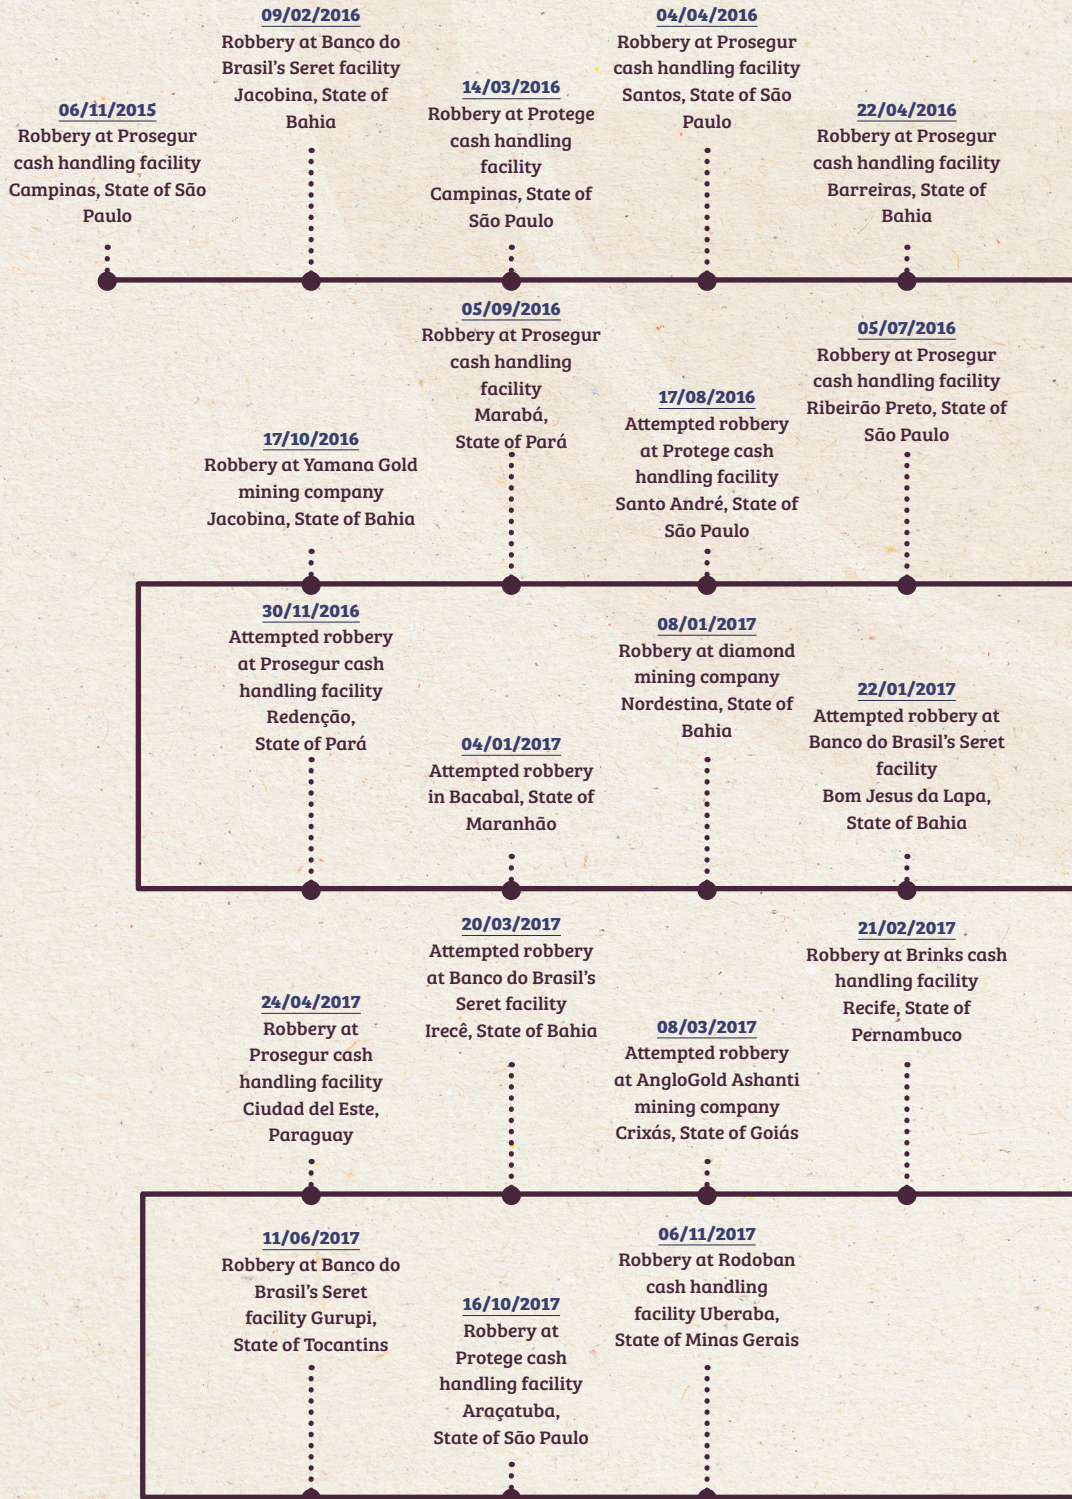 06/11/2015
Robbery at Prosegur
cash handling facility
Campinas, State of São
Paulo
09/02/2016
Robbery at Banco do
Brasil’s Seret facility
Jacobina, State of
Bahia
14/03/2016
Robbery at Protege
cash handling
facility
Campinas, State of
São Paulo
04/04/2016
Robbery at Prosegur
cash handling facility
Santos, State of São
Paulo
22/04/2016
Robbery at Prosegur
cash handling facility
Barreiras, State of
Bahia
05/07/2016
Robbery at Prosegur
cash handling facility
Ribeirão Preto, State of
São Paulo
17/08/2016
Attempted robbery
at Protege cash
handling facility
Santo André, State of
São Paulo
05/09/2016
Robbery at Prosegur
cash handling
facility
Marabá,
State of Pará
17/10/2016
Robbery at Yamana Gold
mining company
Jacobina, State of Bahia
30/11/2016
Attempted robbery
at Prosegur cash
handling facility
Redenção,
State of Pará
04/01/2017
Attempted robbery
in Bacabal, State of
Maranhão
08/01/2017
Robbery at diamond
mining company
Nordestina, State of
Bahia
22/01/2017
Attempted robbery at
Banco do Brasil’s Seret
facility
Bom Jesus da Lapa,
State of Bahia
21/02/2017
Robbery at Brinks cash
handling facility
Recife, State of
Pernambuco
08/03/2017
Attempted robbery
at AngloGold Ashanti
mining company
Crixás, State of Goiás
20/03/2017
Attempted robbery
at Banco do Brasil’s
Seret facility
Irecê, State of Bahia
24/04/2017
Robbery at
Prosegur cash
handling facility
Ciudad del Este,
Paraguay
11/06/2017
Robbery at Banco do
Brasil’s Seret
facility Gurupi,
State of Tocantins
16/10/2017
Robbery at
Protege cash
handling facility
Araçatuba,
State of São Paulo
06/11/2017
Robbery at Rodoban
cash handling
facility Uberaba,
State of Minas Gerais